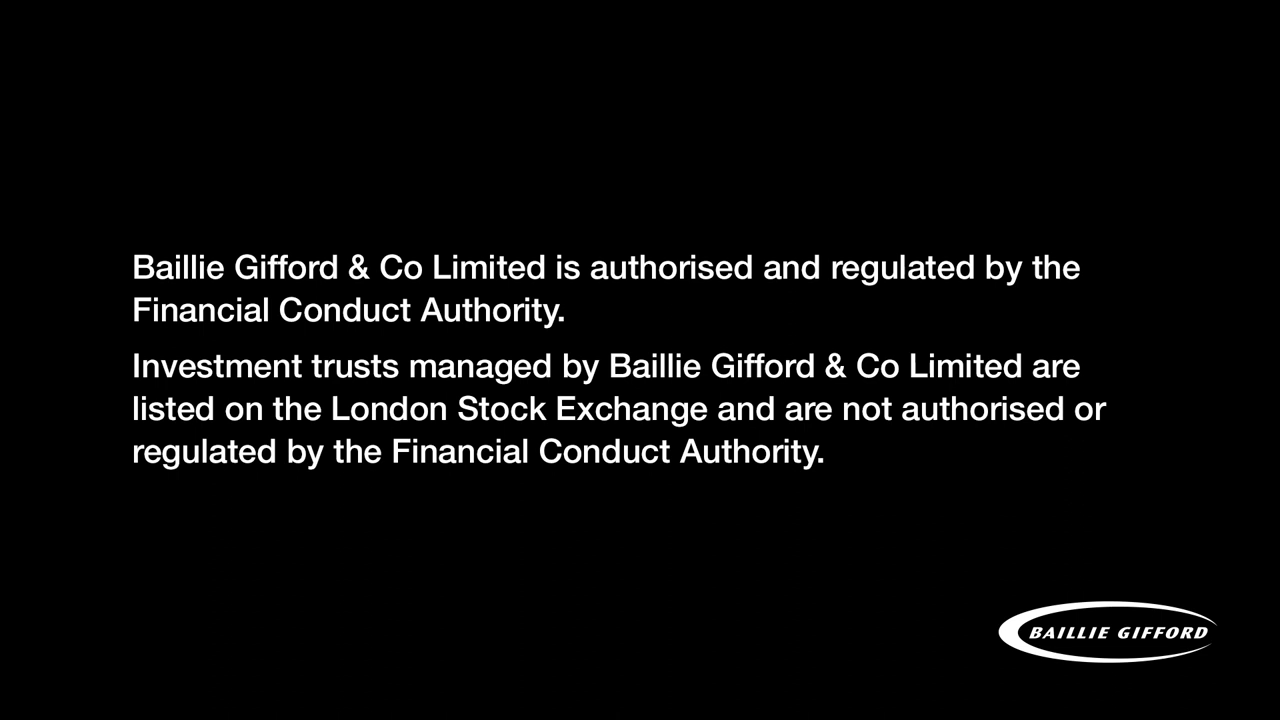 Baillie Gifford & Co Limited is authorised and regulated by the
Financial Conduct Authority.
Investment trusts managed by Baillie Gifford & Co Limited are
listed on the London Stock Exchange and are not authorised or
regulated by the Financial Conduct Authority.
BAILLIE GIFFORD